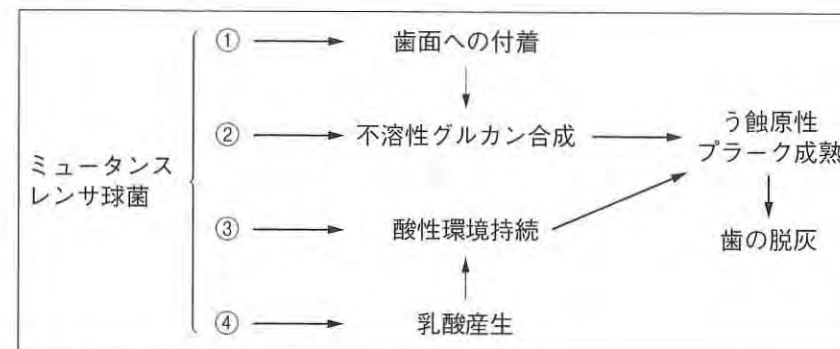 ① 歯面への付着
② 不溶性グルカン合成
う蝕原性
プラーク成熟
ミュータンス
レンサ球菌
③ 酸性環境持続
歯の脱灰
④ 乳酸産生